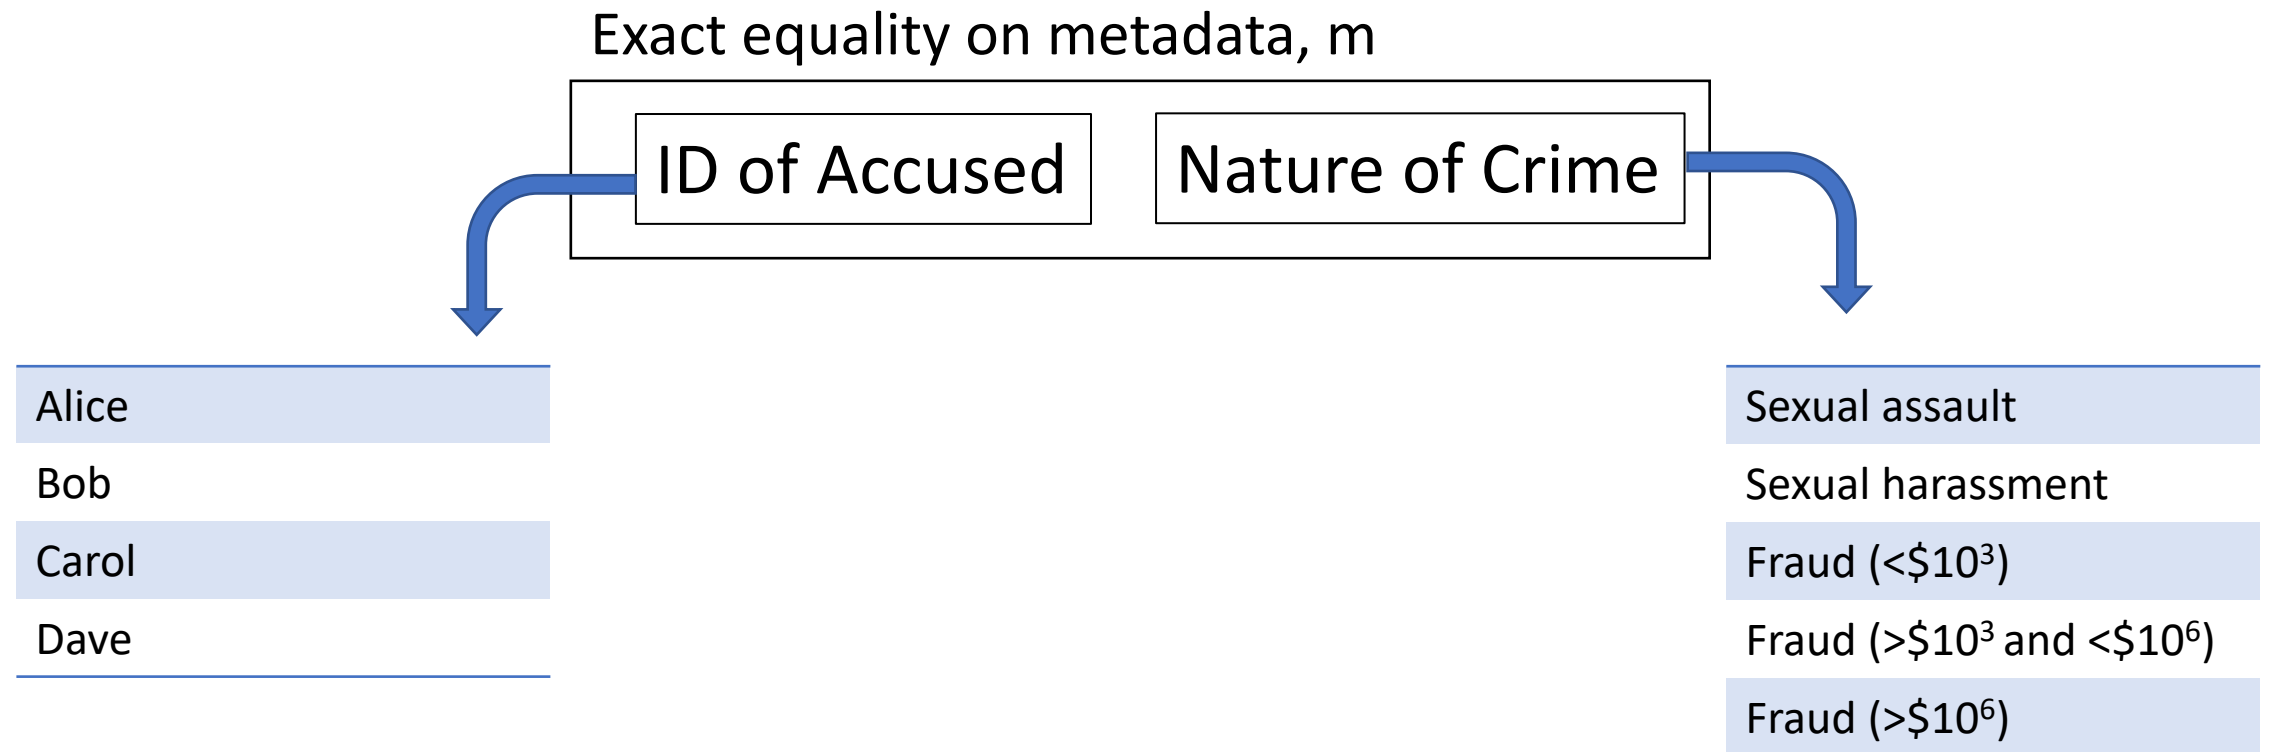 Exact equality on metadata, m
ID of Accused
Nature of Crime
Alice
Bob
Carol
Dave
Sexual assault
Sexual harassment
Fraud (<$10³)
Fraud (>$10³ and <$10⁶)
Fraud (>$10⁶)